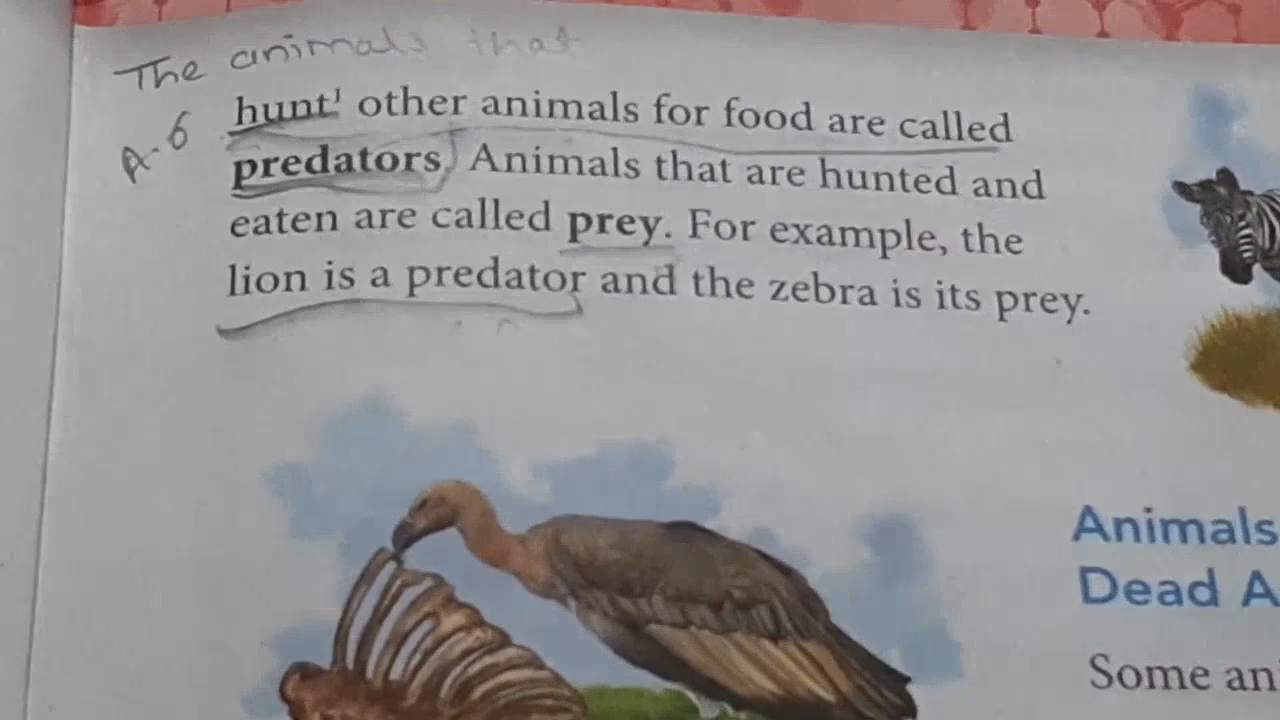 The animals that
A-6
hunt¹ other animals for food are called
predators. Animals that are hunted and
eaten are called prey. For example, the
lion is a predator and the zebra is its prey.
Animals
Dead A
Some an